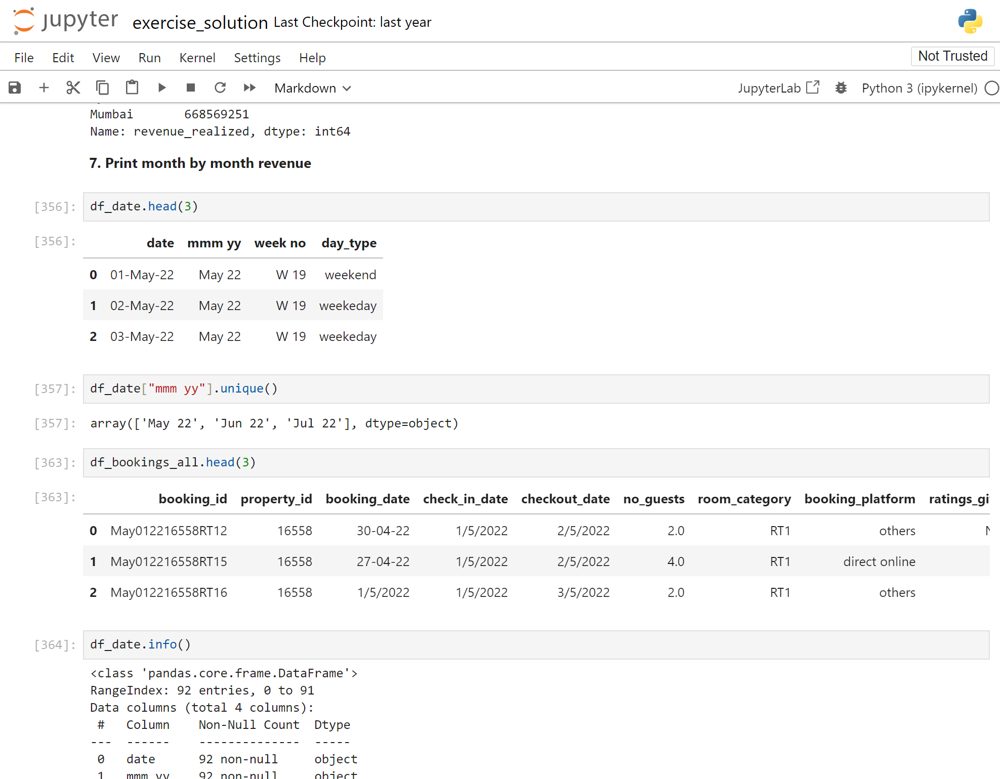 jupyter exercise_solution Last Checkpoint: last year
File Edit View Run Kernel Settings Help Not Trusted
Markdown JupyterLab Python 3 (ipykernel)
Mumbai 668569251
Name: revenue_realized, dtype: int64
7. Print month by month revenue
[356]: df_date.head(3)
[356]: date mmm yy week no day_type
0 01-May-22 May 22 W 19 weekend
1 02-May-22 May 22 W 19 weekeday
2 03-May-22 May 22 W 19 weekeday
[357]: df_date["mmm yy"].unique()
[357]: array(['May 22', 'Jun 22', 'Jul 22'], dtype=object)
[363]: df_bookings_all.head(3)
[363]: booking_id property_id booking_date check_in_date checkout_date no_guests room_category booking_platform ratings_gi
0 May012216558RT12 16558 30-04-22 1/5/2022 2/5/2022 2.0 RT1 others
1 May012216558RT15 16558 27-04-22 1/5/2022 2/5/2022 4.0 RT1 direct online
2 May012216558RT16 16558 1/5/2022 1/5/2022 3/5/2022 2.0 RT1 others
[364]: df_date.info()
<class 'pandas.core.frame.DataFrame'>
RangeIndex: 92 entries, 0 to 91
Data columns (total 4 columns):
# Column Non-Null Count Dtype
--- ------ -------------- -----
0 date 92 non-null object
1 mmm yy 92 non-null object